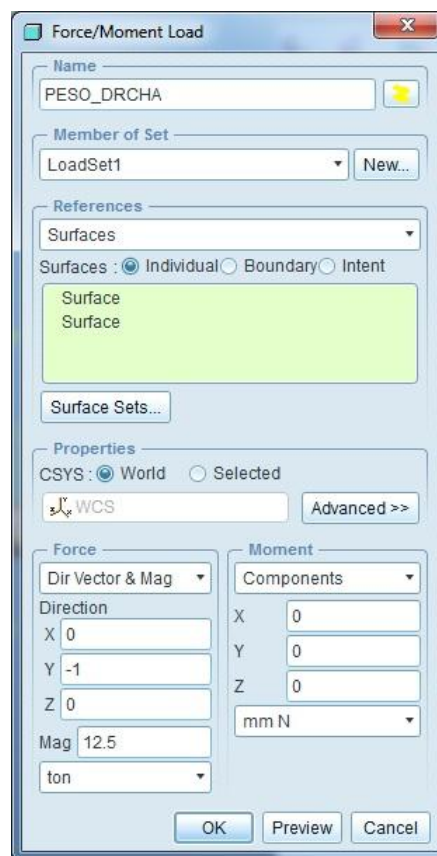 Force/Moment Load
Name
PESO_DRCHA
Member of Set
LoadSet1 New...
References
Surfaces
Surfaces : Individual Boundary Intent
Surface
Surface
Surface Sets...
Properties
CSYS : World Selected
WCS Advanced >>
Force Moment
Dir Vector & Mag Components
Direction
X 0 X 0
Y -1 Y 0
Z 0 Z 0
Mag 12.5 mm N
ton
OK Preview Cancel